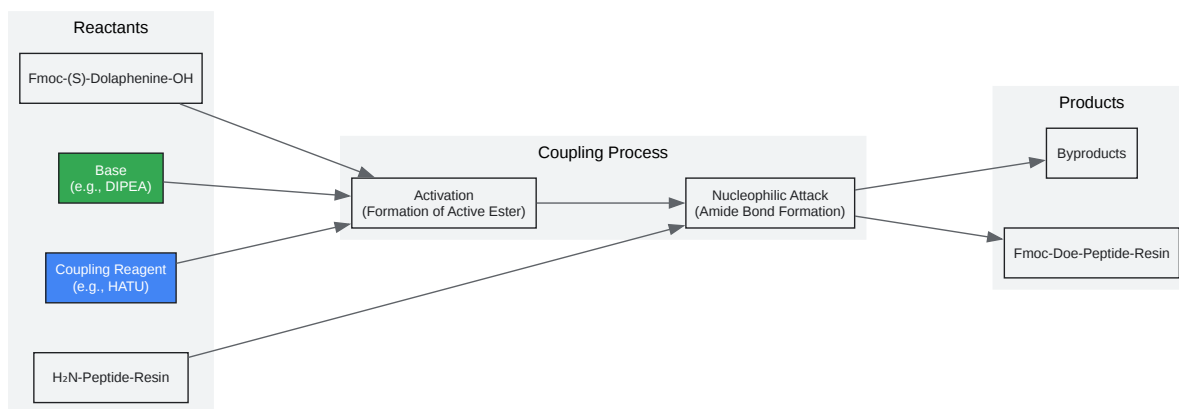 Reactants
Fmoc-(S)-Dolaphenine-OH
Base
(e.g., DIPEA)
Coupling Reagent
(e.g., HATU)
H₂N-Peptide-Resin
Coupling Process
Activation
(Formation of Active Ester)
Nucleophilic Attack
(Amide Bond Formation)
Products
Byproducts
Fmoc-Doe-Peptide-Resin